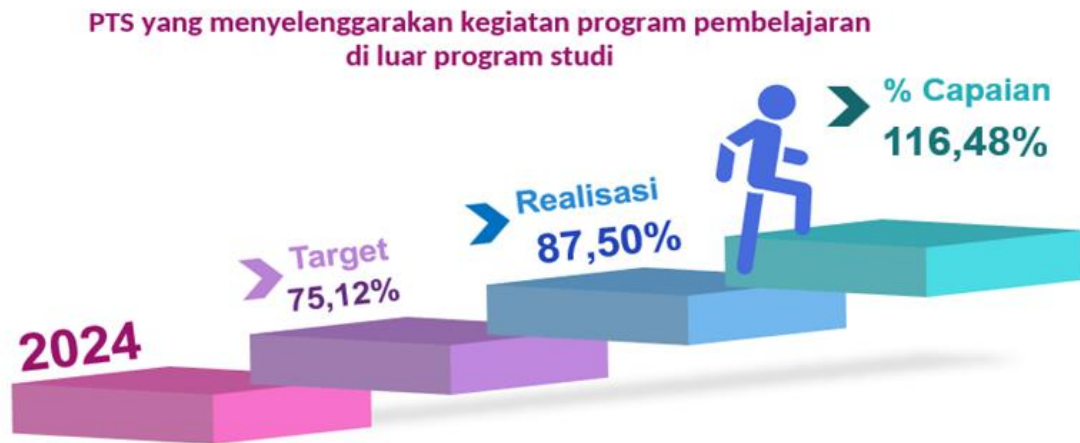 PTS yang menyelenggarakan kegiatan program pembelajaran
di luar program studi
2024
Target
75,12%
Realisasi
87,50%
% Capaian
116,48%